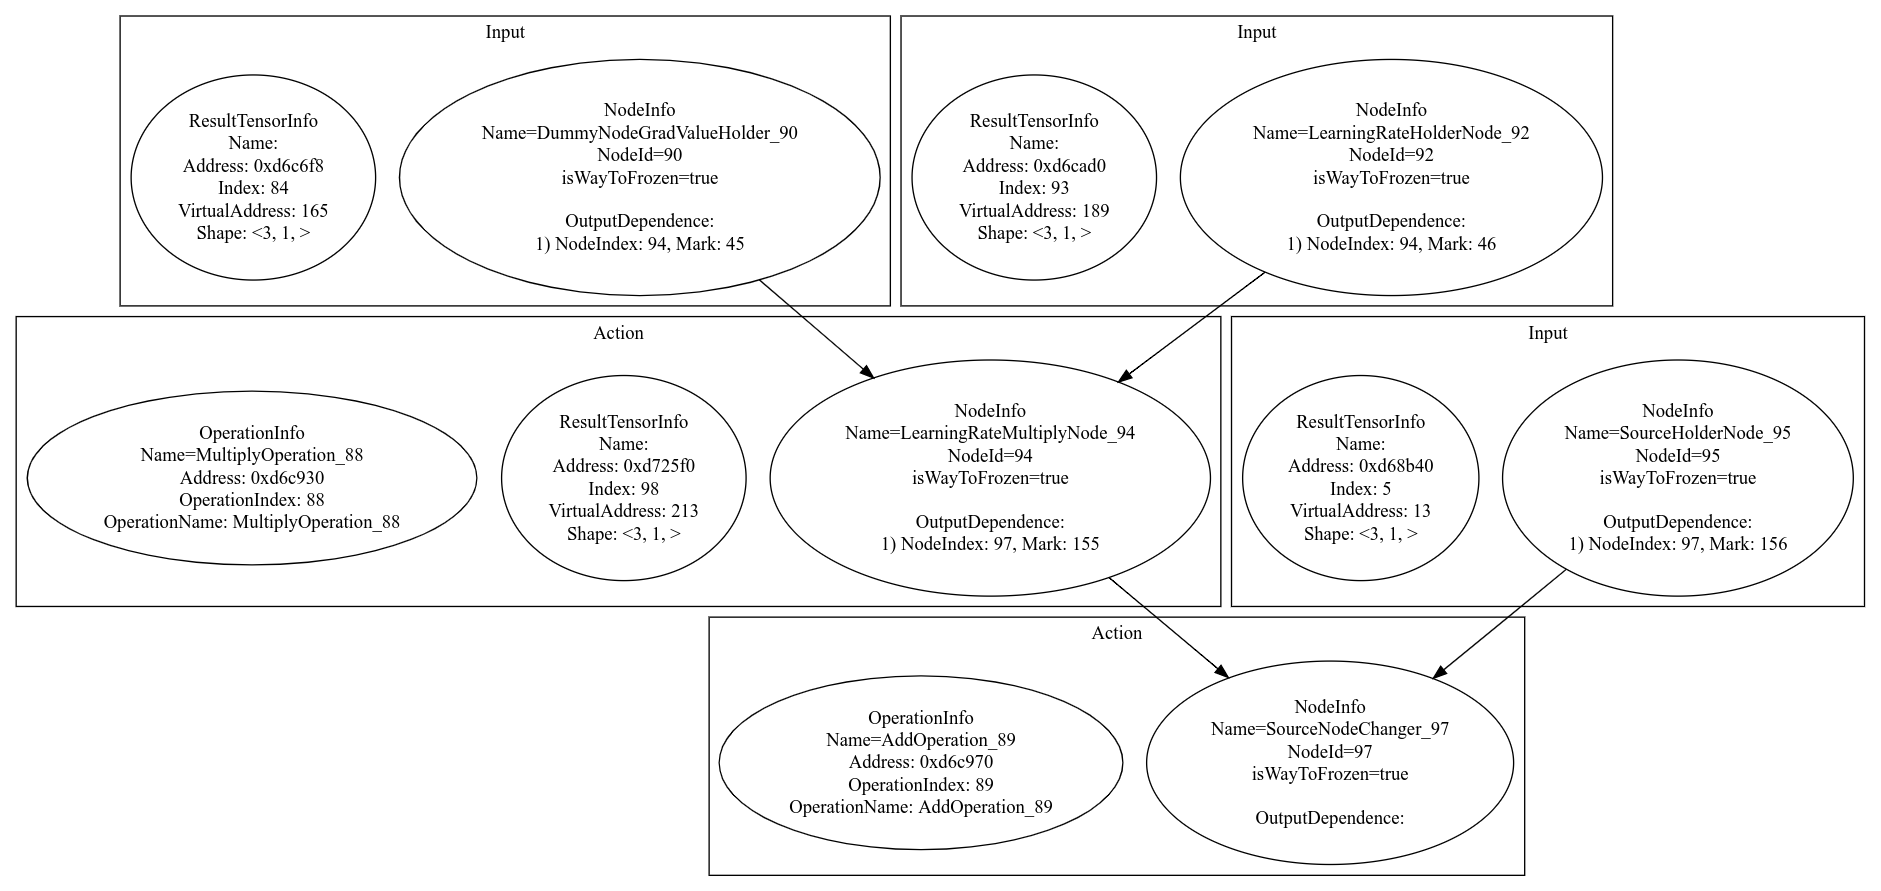 Input
ResultTensorInfo
Name:
Address: 0xd6c6f8
Index: 84
VirtualAddress: 165
Shape: <3, 1, >
NodeInfo
Name=DummyNodeGradValueHolder_90
NodeId=90
isWayToFrozen=true
OutputDependence:
1) NodeIndex: 94, Mark: 45
Input
ResultTensorInfo
Name:
Address: 0xd6cad0
Index: 93
VirtualAddress: 189
Shape: <3, 1, >
NodeInfo
Name=LearningRateHolderNode_92
NodeId=92
isWayToFrozen=true
OutputDependence:
1) NodeIndex: 94, Mark: 46
Action
OperationInfo
Name=MultiplyOperation_88
Address: 0xd6c930
OperationIndex: 88
OperationName: MultiplyOperation_88
ResultTensorInfo
Name:
Address: 0xd725f0
Index: 98
VirtualAddress: 213
Shape: <3, 1, >
NodeInfo
Name=LearningRateMultiplyNode_94
NodeId=94
isWayToFrozen=true
OutputDependence:
1) NodeIndex: 97, Mark: 155
Input
ResultTensorInfo
Name:
Address: 0xd68b40
Index: 5
VirtualAddress: 13
Shape: <3, 1, >
NodeInfo
Name=SourceHolderNode_95
NodeId=95
isWayToFrozen=true
OutputDependence:
1) NodeIndex: 97, Mark: 156
Action
OperationInfo
Name=AddOperation_89
Address: 0xd6c970
OperationIndex: 89
OperationName: AddOperation_89
NodeInfo
Name=SourceNodeChanger_97
NodeId=97
isWayToFrozen=true
OutputDependence: